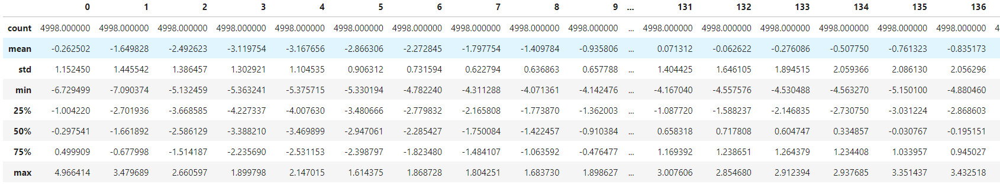 0 1 2 3 4 5 6 7 8 9 ... 131 132 133 134 135 136
count 4998.000000 4998.000000 4998.000000 4998.000000 4998.000000 4998.000000 4998.000000 4998.000000 4998.000000 4998.000000 ... 4998.000000 4998.000000 4998.000000 4998.000000 4998.000000 4998.000000 4
mean -0.262502 -1.649828 -2.492623 -3.119754 -3.167656 -2.866306 -2.272845 -1.797754 -1.409784 -0.935806 ... 0.071312 -0.062622 -0.276086 -0.507750 -0.761323 -0.835173
std 1.152450 1.445542 1.386457 1.302921 1.104535 0.906312 0.731594 0.622794 0.636863 0.657788 ... 1.404425 1.646105 1.894515 2.059366 2.086130 2.056296
min -6.729499 -7.090374 -5.132459 -5.363241 -5.375715 -5.330194 -4.782240 -4.311288 -4.071361 -4.142476 ... -4.167040 -4.557576 -4.530488 -4.563270 -5.150100 -4.880460
25% -1.004220 -2.701936 -3.668585 -4.227337 -4.007630 -3.480666 -2.779832 -2.165808 -1.773870 -1.362003 ... -1.087720 -1.588237 -2.146835 -2.730750 -3.031224 -2.868603
50% -0.297541 -1.661892 -2.586129 -3.388210 -3.469899 -2.947061 -2.285427 -1.750084 -1.422457 -0.910384 ... 0.658318 0.717808 0.604747 0.334857 -0.030767 -0.195151
75% 0.499909 -0.677998 -1.514187 -2.235690 -2.531153 -2.398797 -1.823480 -1.484107 -1.063592 -0.476477 ... 1.169392 1.238651 1.264379 1.234408 1.033957 0.945027
max 4.966414 3.479689 2.660597 1.899798 2.147015 1.614375 1.868728 1.804251 1.683730 1.898627 ... 3.007606 2.854680 2.912394 2.937685 3.351437 3.432518